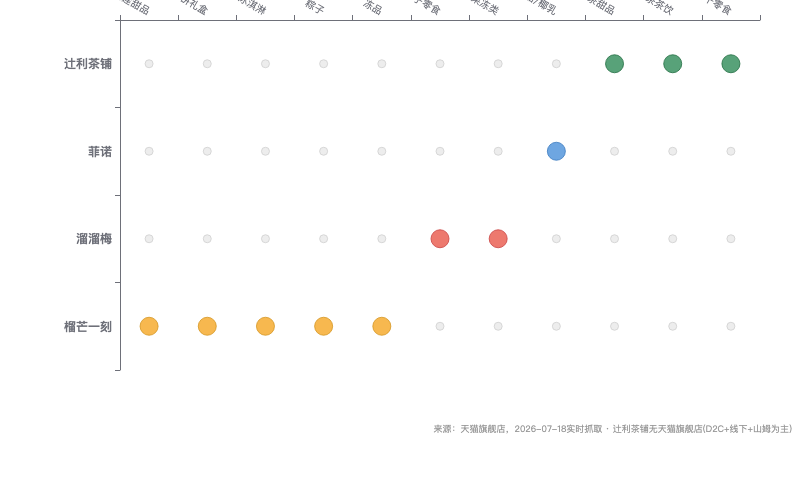 甜品
礼盒
冰淇淋
粽子
冻品
零食
果冻类
椰乳
甜品
茶饮
零食
辻利茶铺
菲诺
溜溜梅
榴芒一刻
来源：天猫旗舰店，2026-07-18实时抓取 · 辻利茶铺无天猫旗舰店(D2C+线下+山姆为主)